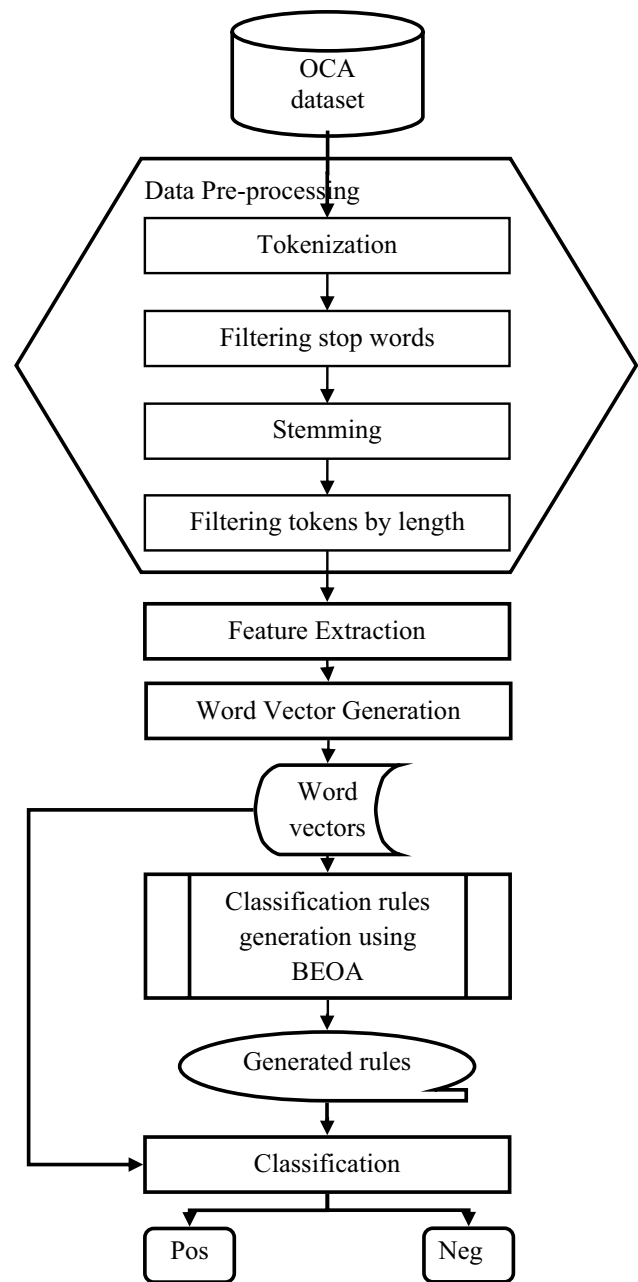 OCA
dataset
Data Pre-processing
Tokenization
Filtering stop words
Stemming
Filtering tokens by length
Feature Extraction
Word Vector Generation
Word
vectors
Classification rules
generation using
BEOA
Generated rules
Classification
Pos
Neg